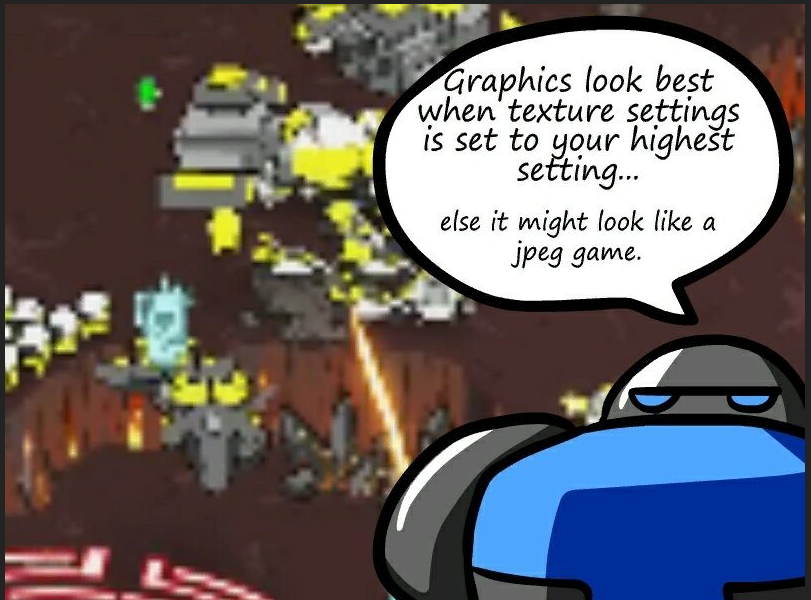 Graphics look best
when texture settings
is set to your highest
setting...
else it might look like a
jpeg game.